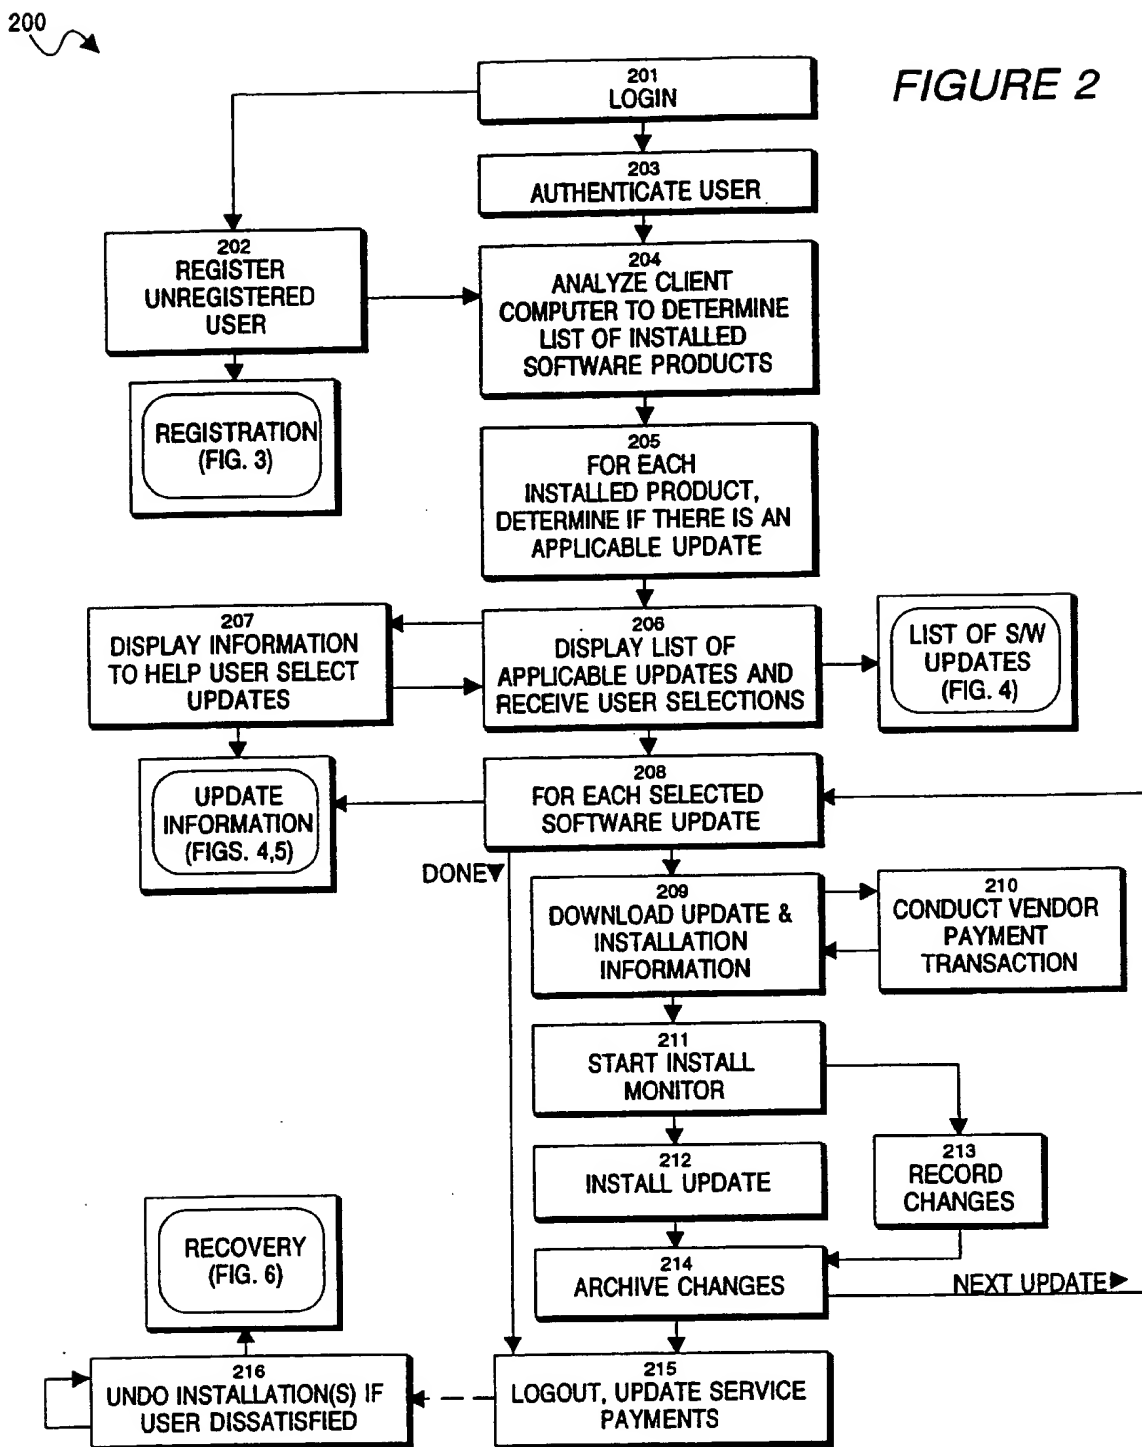 200
FIGURE 2
201
LOGIN
203
AUTHENTICATE USER
202
REGISTER
UNREGISTERED
USER
204
ANALYZE CLIENT
COMPUTER TO DETERMINE
LIST OF INSTALLED
SOFTWARE PRODUCTS
REGISTRATION
(FIG. 3)
205
FOR EACH
INSTALLED PRODUCT,
DETERMINE IF THERE IS AN
APPLICABLE UPDATE
207
DISPLAY INFORMATION
TO HELP USER SELECT
UPDATES
206
DISPLAY LIST OF
APPLICABLE UPDATES AND
RECEIVE USER SELECTIONS
LIST OF S/W
UPDATES
(FIG. 4)
UPDATE
INFORMATION
(FIGS. 4,5)
208
FOR EACH SELECTED
SOFTWARE UPDATE
DONE
209
DOWNLOAD UPDATE &
INSTALLATION
INFORMATION
210
CONDUCT VENDOR
PAYMENT
TRANSACTION
211
START INSTALL
MONITOR
212
INSTALL UPDATE
213
RECORD
CHANGES
RECOVERY
(FIG. 6)
214
ARCHIVE CHANGES
NEXT UPDATE
216
UNDO INSTALLATION(S) IF
USER DISSATISFIED
215
LOGOUT, UPDATE SERVICE
PAYMENTS